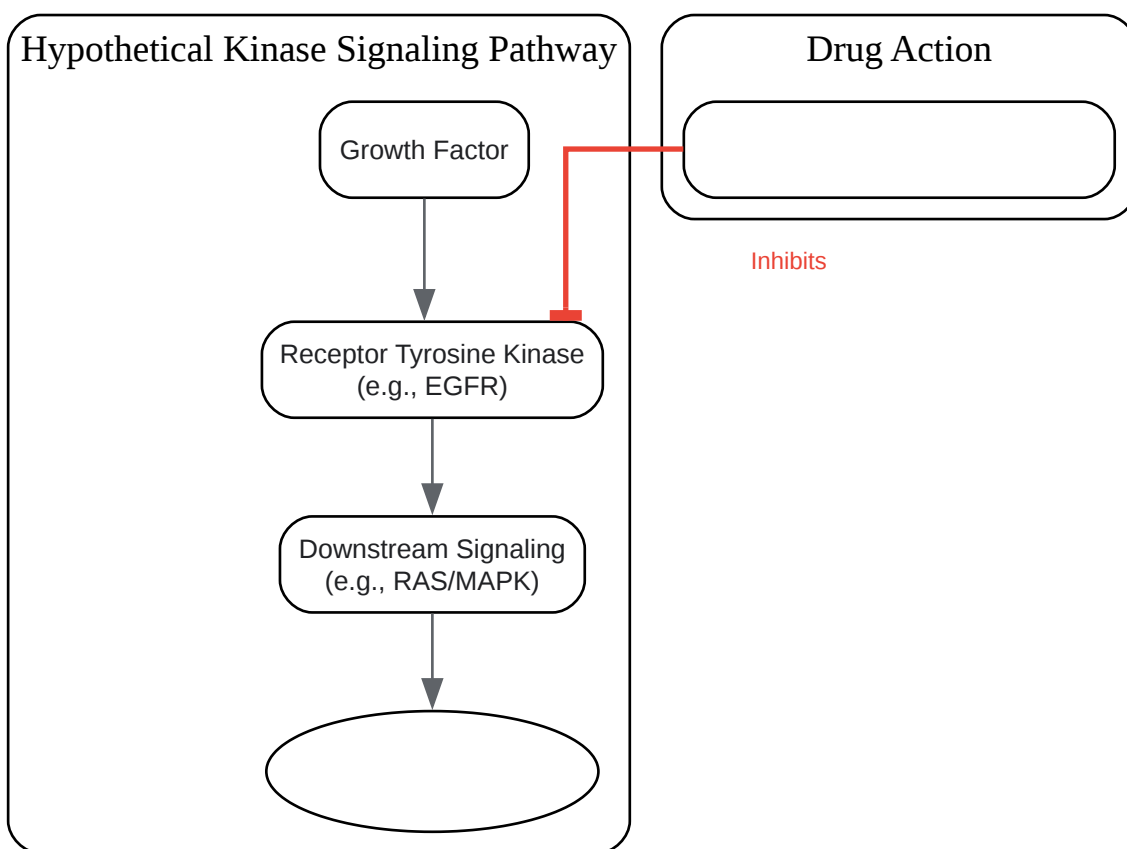 Hypothetical Kinase Signaling Pathway
Drug Action
Growth Factor
Inhibits
Receptor Tyrosine Kinase
(e.g., EGFR)
Downstream Signaling
(e.g., RAS/MAPK)